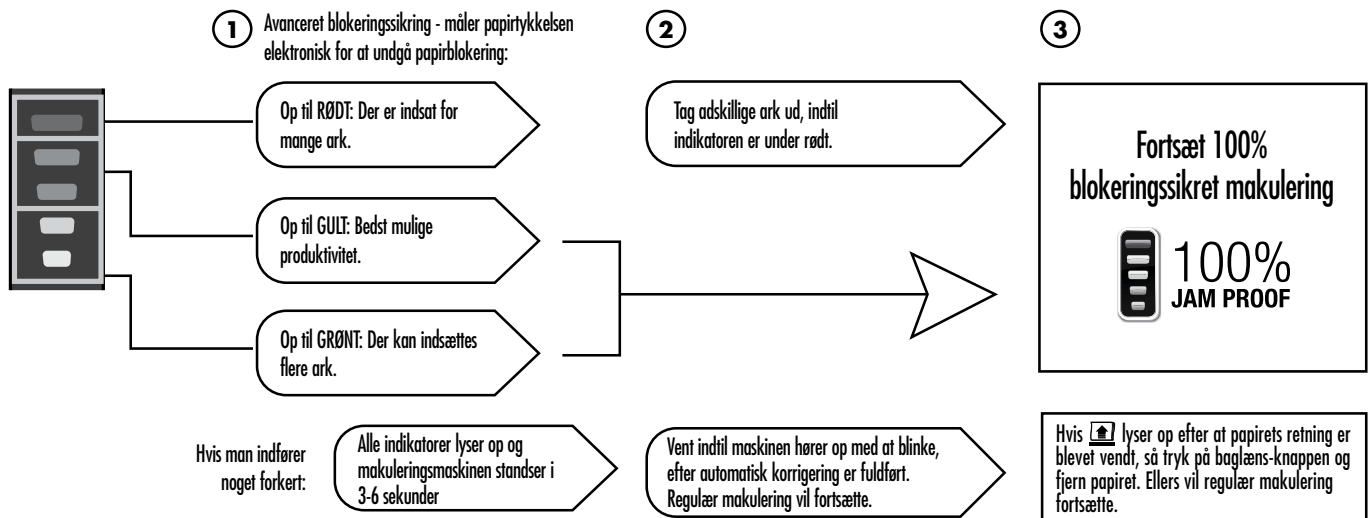 1
Avanceret blokeringssikring - måler papirtykkelsen
elektronisk for at undgå papirblokering:
Op til RØDT: Der er indsat for
mange ark.
Op til GULT: Bedst mulige
produktivitet.
Op til GRØNT: Der kan indsættes
flere ark.
2
Tag adskillige ark ud, indtil
indikatoren er under rødt.
3
Fortsæt 100%
blokeringssikret makulering
100%
JAM PROOF
Hvis man indfører
noget forkert:
Alle indikatorer lyser op og
makuleringsmaskinen standser i
3-6 sekunder
Vent indtil maskinen hører op med at blinke,
efter automatisk korrigering er fuldført.
Regulær makulering vil fortsætte.
Hvis lyser op efter at papirets retning er
blevet vendt, så tryk på baglæns-knappen og
fjern papiret. Ellers vil regulær makulering
fortsætte.